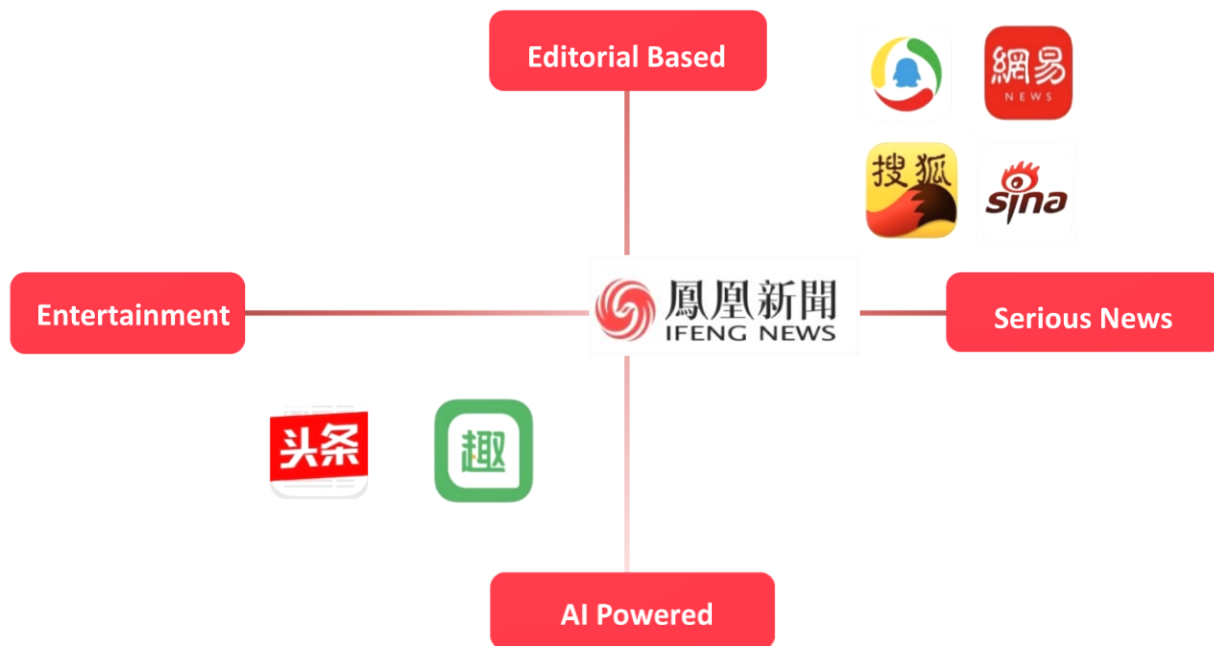 Editorial Based
網易
NEWS
搜狐
sina
Entertainment
鳳凰新聞
IFENG NEWS
Serious News
头条
趣
AI Powered